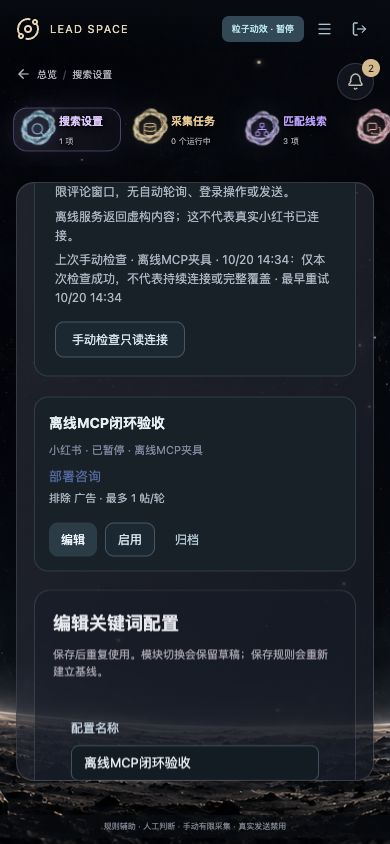 LEAD SPACE
粒子动效 · 暂停
总览 / 搜索设置
2
搜索设置
1 项
采集任务
0 个运行中
匹配线索
3 项
限评论窗口，无自动轮询、登录操作或发送。
离线服务返回虚构内容；这不代表真实小红书已连
接。
上次手动检查 · 离线MCP夹具 · 10/20 14:34：仅本
次检查成功，不代表持续连接或完整覆盖 · 最早重试
10/20 14:34
手动检查只读连接
离线MCP闭环验收
小红书 · 已暂停 · 离线MCP夹具
部署咨询
排除 广告 · 最多 1 帖/轮
编辑
启用
归档
编辑关键词配置
保存后重复使用。模块切换会保留草稿；保存规则会重新
建立基线。
配置名称
离线MCP闭环验收
规则辅助 · 人工判断 · 手动有限采集 · 真实发送禁用